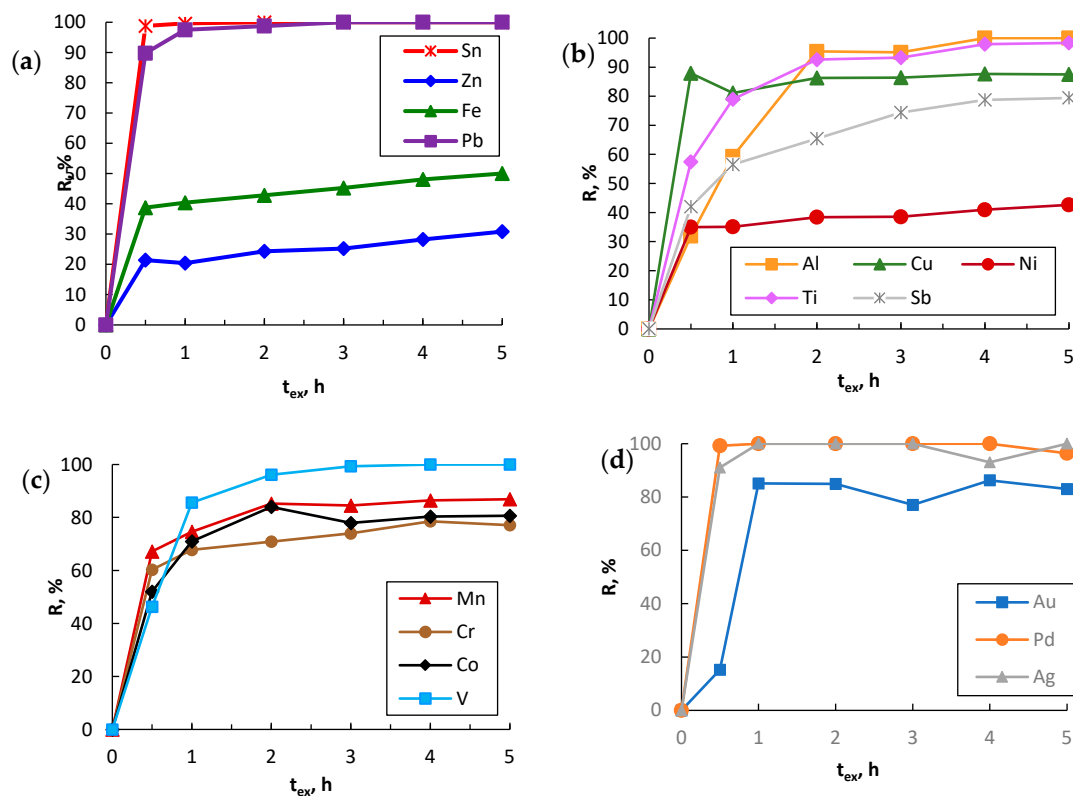 (a)
100
90
80
70
60
50
40
30
20
10
0
R, %
Sn
Zn
Fe
Pb
0 1 2 3 4 5
tex, h
(b)
100
90
80
70
60
50
40
30
20
10
0
R, %
Al Cu Ni
Ti Sb
0 1 2 3 4 5
tex, h
(c)
100
80
60
40
20
0
R, %
Mn
Cr
Co
V
0 1 2 3 4 5
tex, h
(d)
100
80
60
40
20
0
R, %
Au
Pd
Ag
0 1 2 3 4 5
tex, h